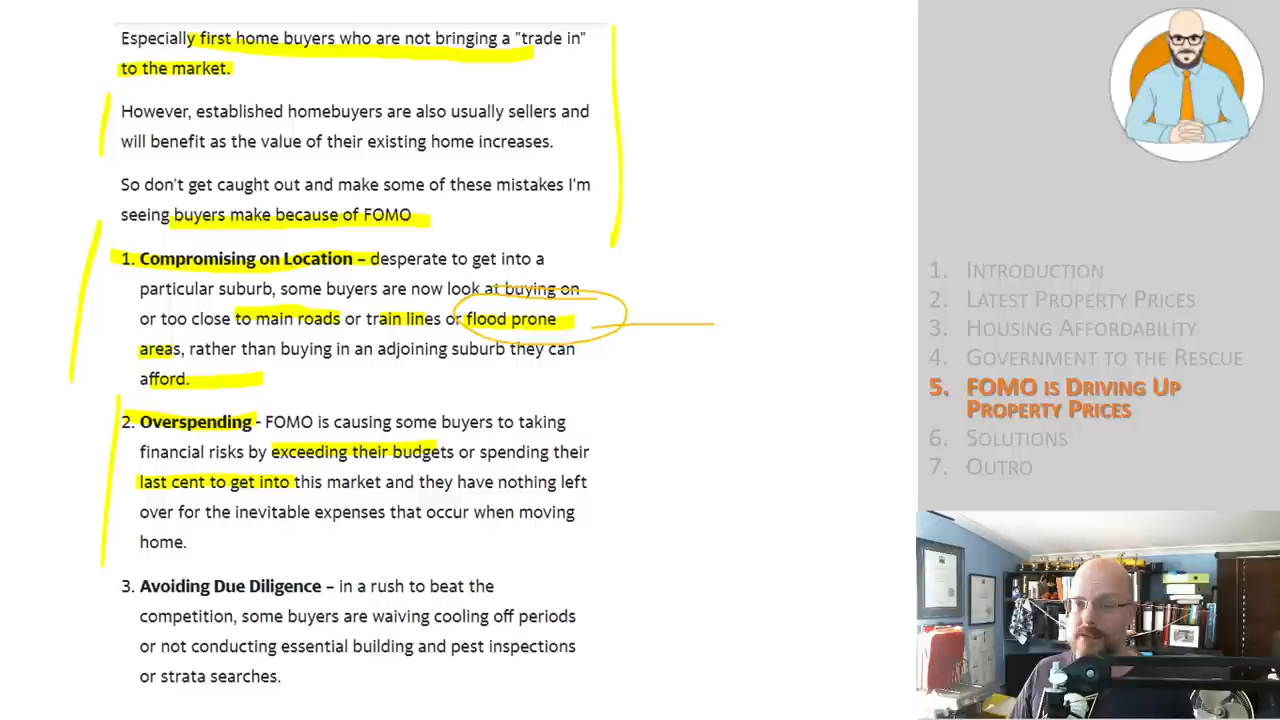 Especially first home buyers who are not bringing a "trade in"
to the market.
However, established homebuyers are also usually sellers and
will benefit as the value of their existing home increases.
So don't get caught out and make some of these mistakes I'm
seeing buyers make because of FOMO
1. Compromising on Location – desperate to get into a
particular suburb, some buyers are now look at buying on
or too close to main roads or train lines or flood prone
areas, rather than buying in an adjoining suburb they can
afford.
2. Overspending - FOMO is causing some buyers to taking
financial risks by exceeding their budgets or spending their
last cent to get into this market and they have nothing left
over for the inevitable expenses that occur when moving
home.
3. Avoiding Due Diligence – in a rush to beat the
competition, some buyers are waiving cooling off periods
or not conducting essential building and pest inspections
or strata searches.
1. Introduction
2. Latest Property Prices
3. Housing Affordability
4. Government to the Rescue
5. FOMO is Driving Up
Property Prices
6. Solutions
7. Outro